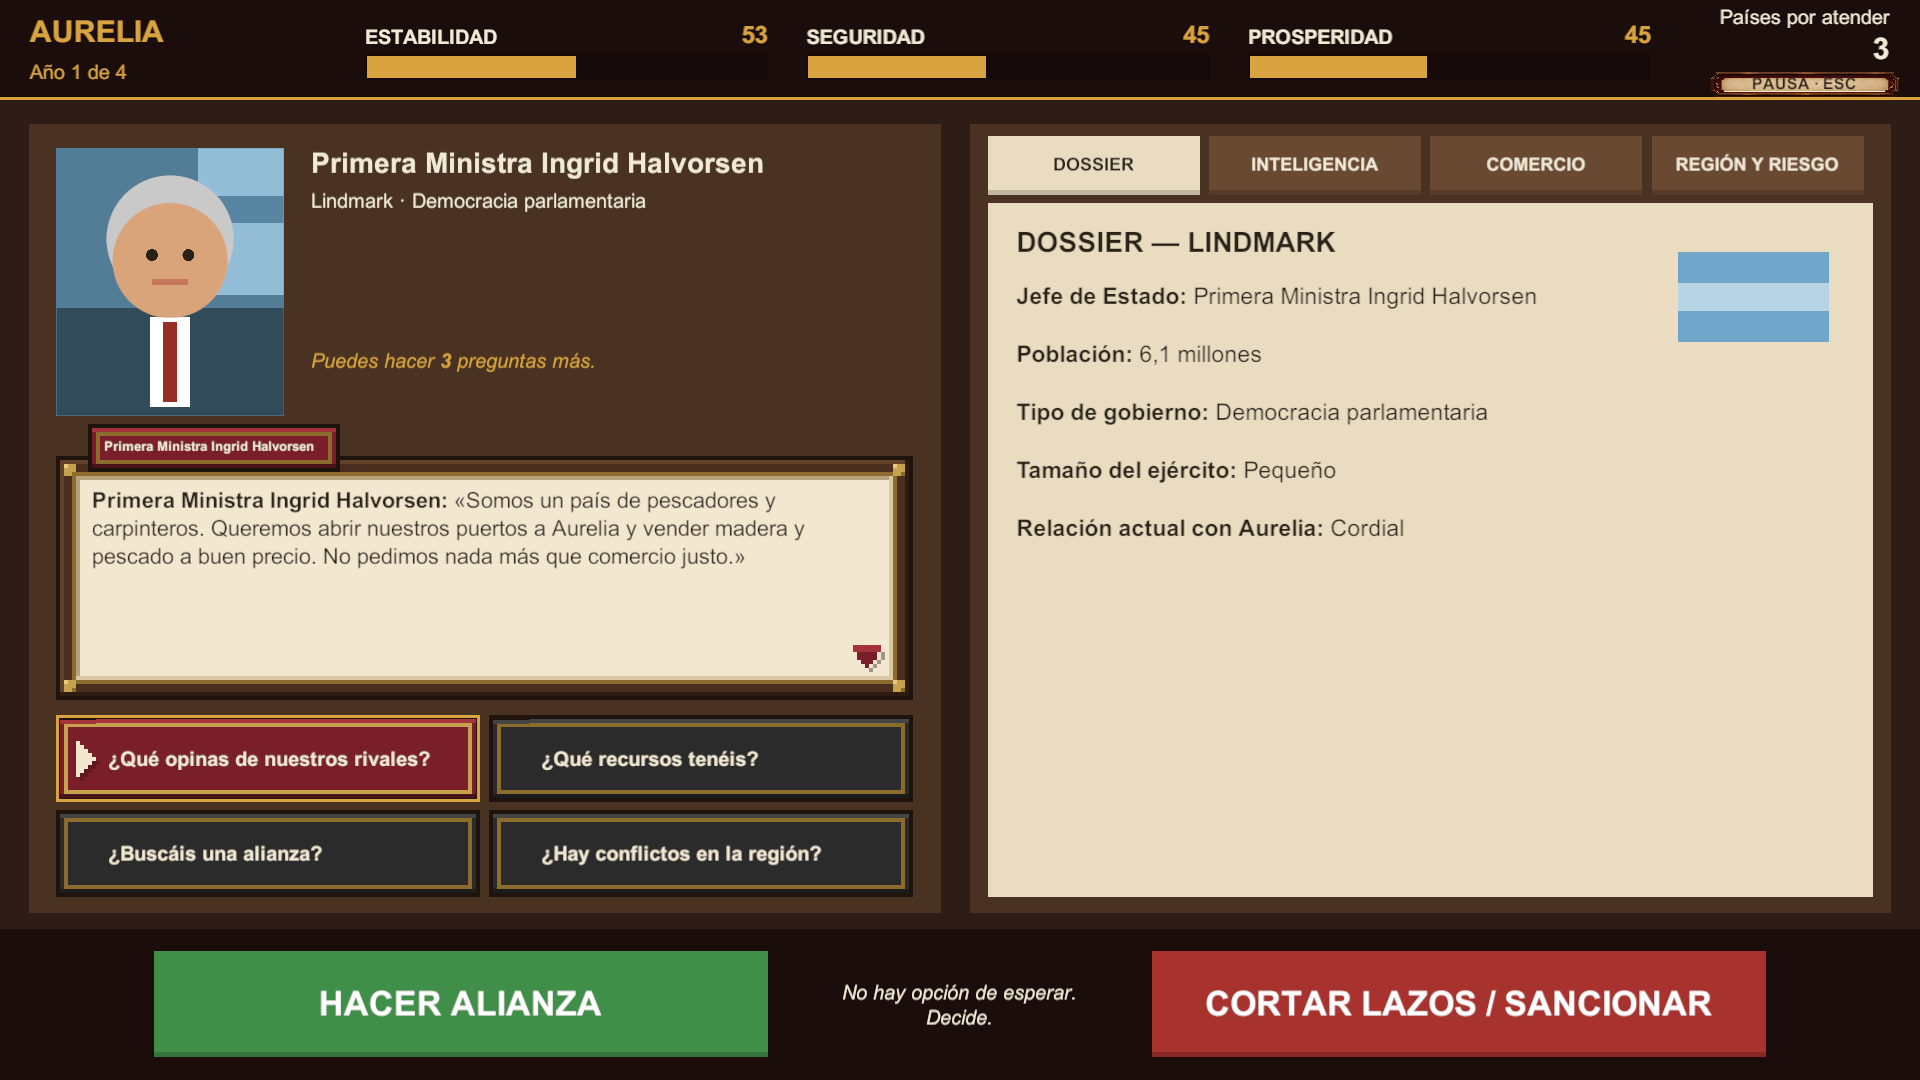 AURELIA
Año 1 de 4
ESTABILIDAD 53
SEGURIDAD 45
PROSPERIDAD 45
Países por atender
3
PAUSA · ESC
Primera Ministra Ingrid Halvorsen
Lindmark · Democracia parlamentaria
Puedes hacer 3 preguntas más.
Primera Ministra Ingrid Halvorsen
Primera Ministra Ingrid Halvorsen: «Somos un país de pescadores y
carpinteros. Queremos abrir nuestros puertos a Aurelia y vender madera y
pescado a buen precio. No pedimos nada más que comercio justo.»
¿Qué opinas de nuestros rivales?
¿Qué recursos tenéis?
¿Buscáis una alianza?
¿Hay conflictos en la región?
DOSSIER
INTELIGENCIA
COMERCIO
REGIÓN Y RIESGO
DOSSIER — LINDMARK
Jefe de Estado: Primera Ministra Ingrid Halvorsen
Población: 6,1 millones
Tipo de gobierno: Democracia parlamentaria
Tamaño del ejército: Pequeño
Relación actual con Aurelia: Cordial
HACER ALIANZA
No hay opción de esperar.
Decide.
CORTAR LAZOS / SANCIONAR